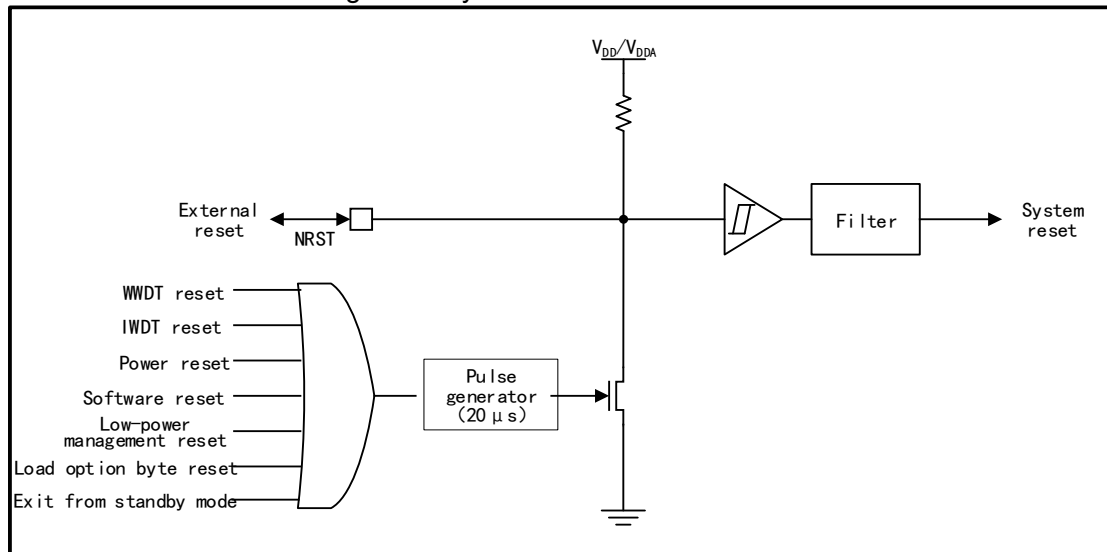 V_DD/V_DDA
External
reset
NRST
Filter
System
reset
WWDT reset
IWDT reset
Power reset
Software reset
Low-power
management reset
Load option byte reset
Exit from standby mode
Pulse
generator
(20 μs)